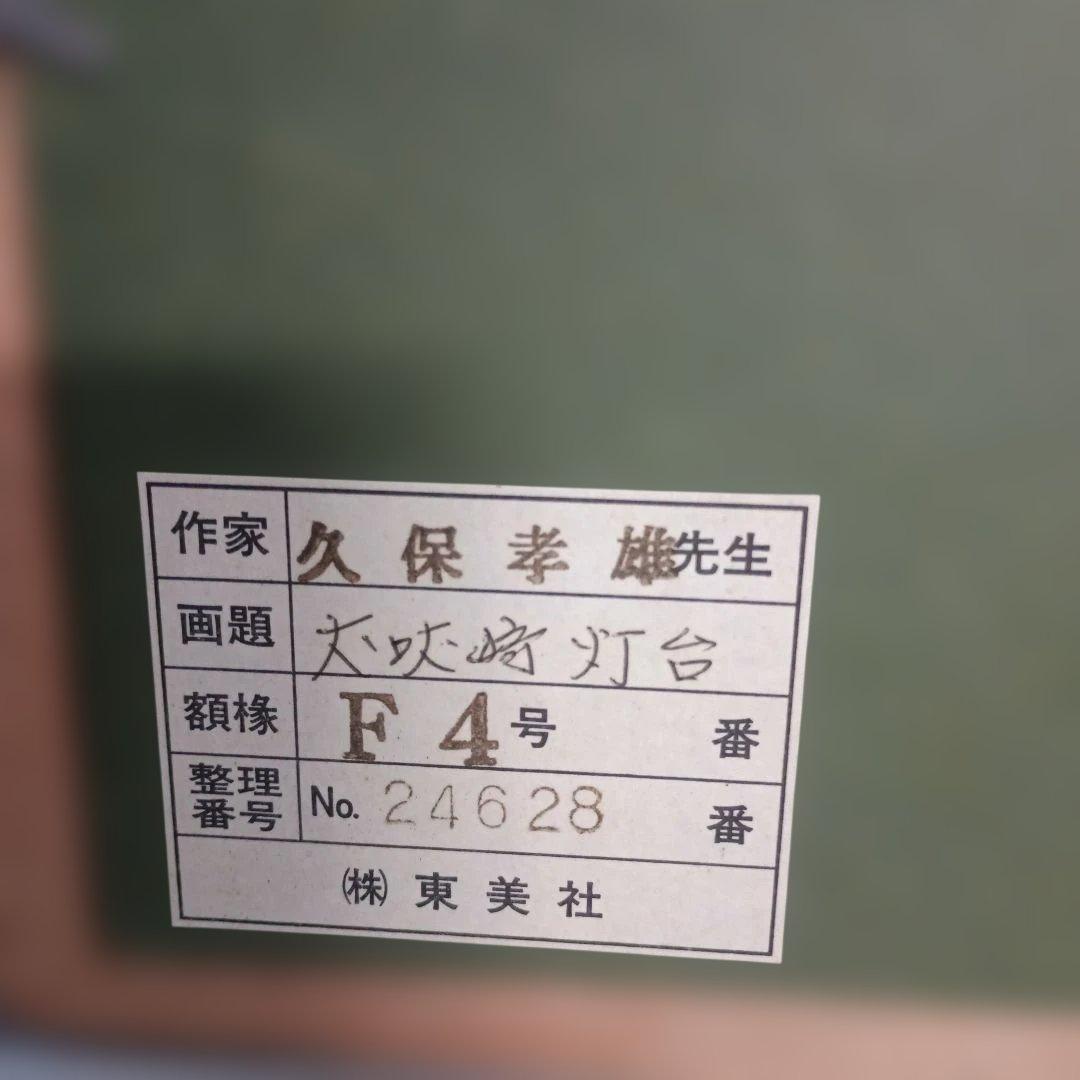 作家 久保孝雄先生
画題 犬吠崎灯台
額椽 F4号 番
整理番号 No. 24628 番
㈱東美社